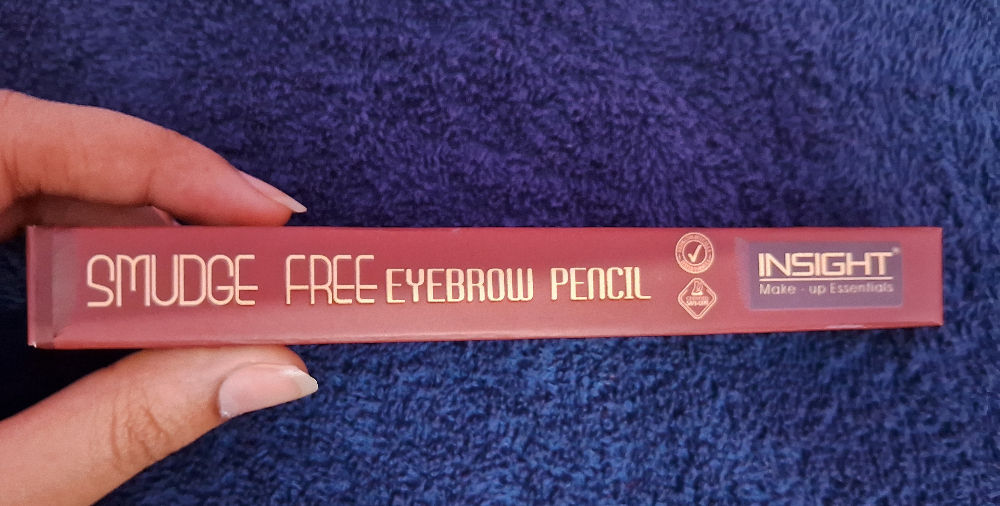 SMUDGE FREE EYEBROW PENCIL
INSIGHT
Make - up Essentials